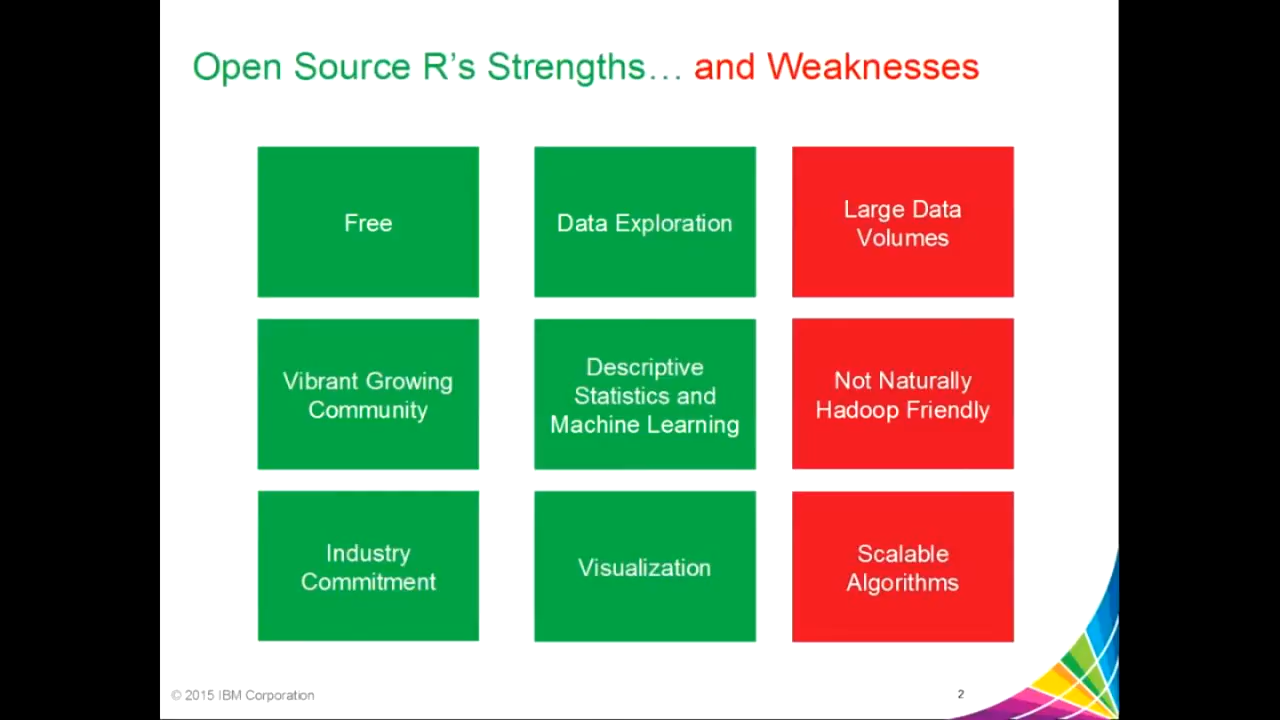 Open Source R's Strengths… and Weaknesses
Free
Data Exploration
Large Data
Volumes
Vibrant Growing
Community
Descriptive
Statistics and
Machine Learning
Not Naturally
Hadoop Friendly
Industry
Commitment
Visualization
Scalable
Algorithms
© 2015 IBM Corporation
2